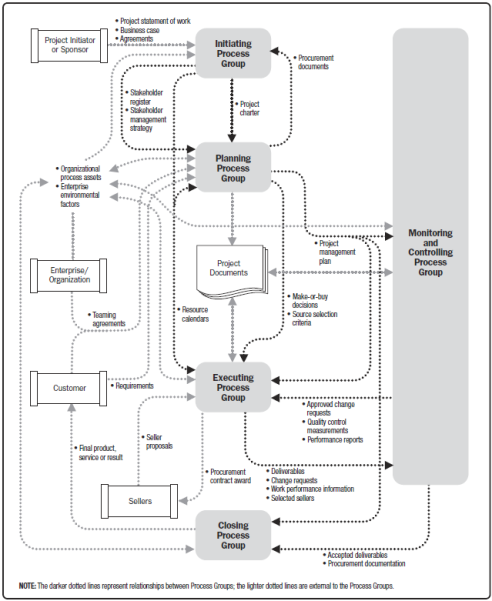 • Project statement of work
• Business case
• Agreements
Project Initiator
or Sponsor
Initiating
Process
Group
• Procurement
documents
• Stakeholder
register
• Stakeholder
management
strategy
• Project
charter
Planning
Process
Group
• Organizational
process assets
• Enterprise
environmental
factors
Monitoring
and
Controlling
Process
Group
• Project
management
plan
Project
Documents
Enterprise/
Organization
• Make-or-buy
decisions
• Source selection
criteria
• Teaming
agreements
• Resource
calendars
Customer
• Requirements
Executing
Process
Group
• Approved change
requests
• Quality control
measurements
• Performance reports
• Seller
proposals
• Final product,
service or result
• Procurement
contract award
• Deliverables
• Change requests
• Work performance information
• Selected sellers
Sellers
Closing
Process
Group
• Accepted deliverables
• Procurement documentation
NOTE: The darker dotted lines represent relationships between Process Groups; the lighter dotted lines are external to the Process Groups.